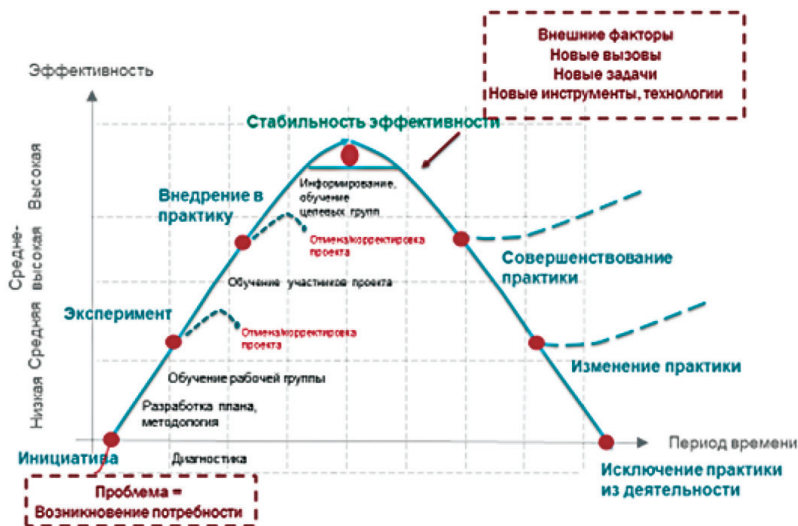 Внешние факторы
Новые вызовы
Новые задачи
Новые инструменты, технологии
Эффективность
Стабильность эффективности
Высокая
Средне-
высокая
Средняя
Низкая
Внедрение в
практику
Информирование,
обучение
целевых групп
Отмена/корректировка
проекта
Совершенствование
практики
Обучение участников проекта
Эксперимент
Отмена/корректировка
проекта
Изменение практики
Обучение рабочей группы
Разработка плана,
методология
Период времени
Инициатива
Диагностика
Исключение практики
из деятельности
Проблема =
Возникновение потребности